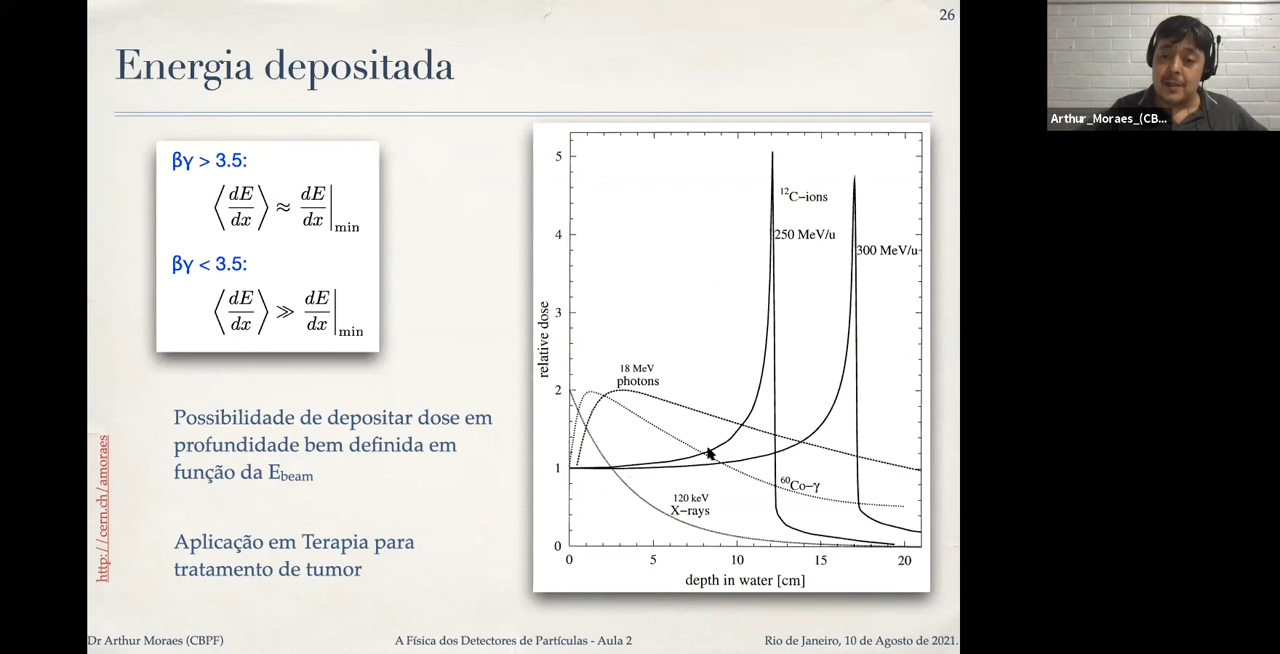 26
Energia depositada
βγ > 3.5:
⟨dE/dx⟩ ≈ dE/dx|min
βγ < 3.5:
⟨dE/dx⟩ ≫ dE/dx|min
Possibilidade de depositar dose em
profundidade bem definida em
função da Ebeam
Aplicação em Terapia para
tratamento de tumor
http://cern.ch/amoraes
relative dose
5
4
3
2
1
0
12C−ions
250 MeV/u
300 MeV/u
18 MeV
photons
60Co−γ
120 keV
X−rays
0 5 10 15 20
depth in water [cm]
Dr Arthur Moraes (CBPF)
A Física dos Detectores de Partículas - Aula 2
Rio de Janeiro, 10 de Agosto de 2021.
Arthur_Moraes_(CB...